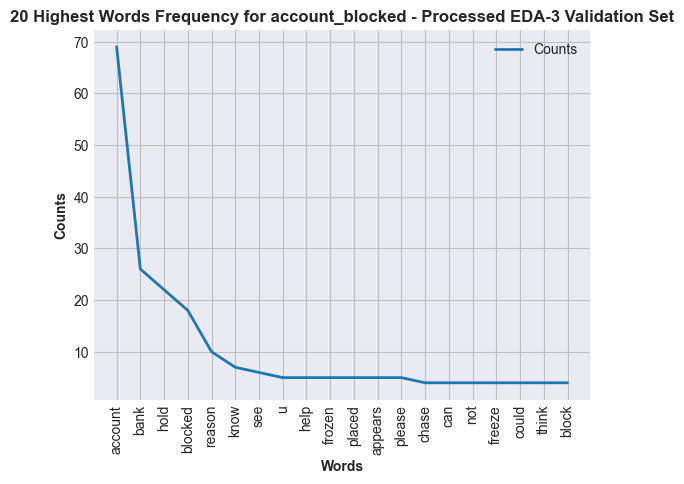 20 Highest Words Frequency for account_blocked - Processed EDA-3 Validation Set
Counts
70
60
50
40
30
20
10
Counts
account
bank
hold
blocked
reason
know
see
u
help
frozen
placed
appears
please
chase
can
not
freeze
could
think
block
Words